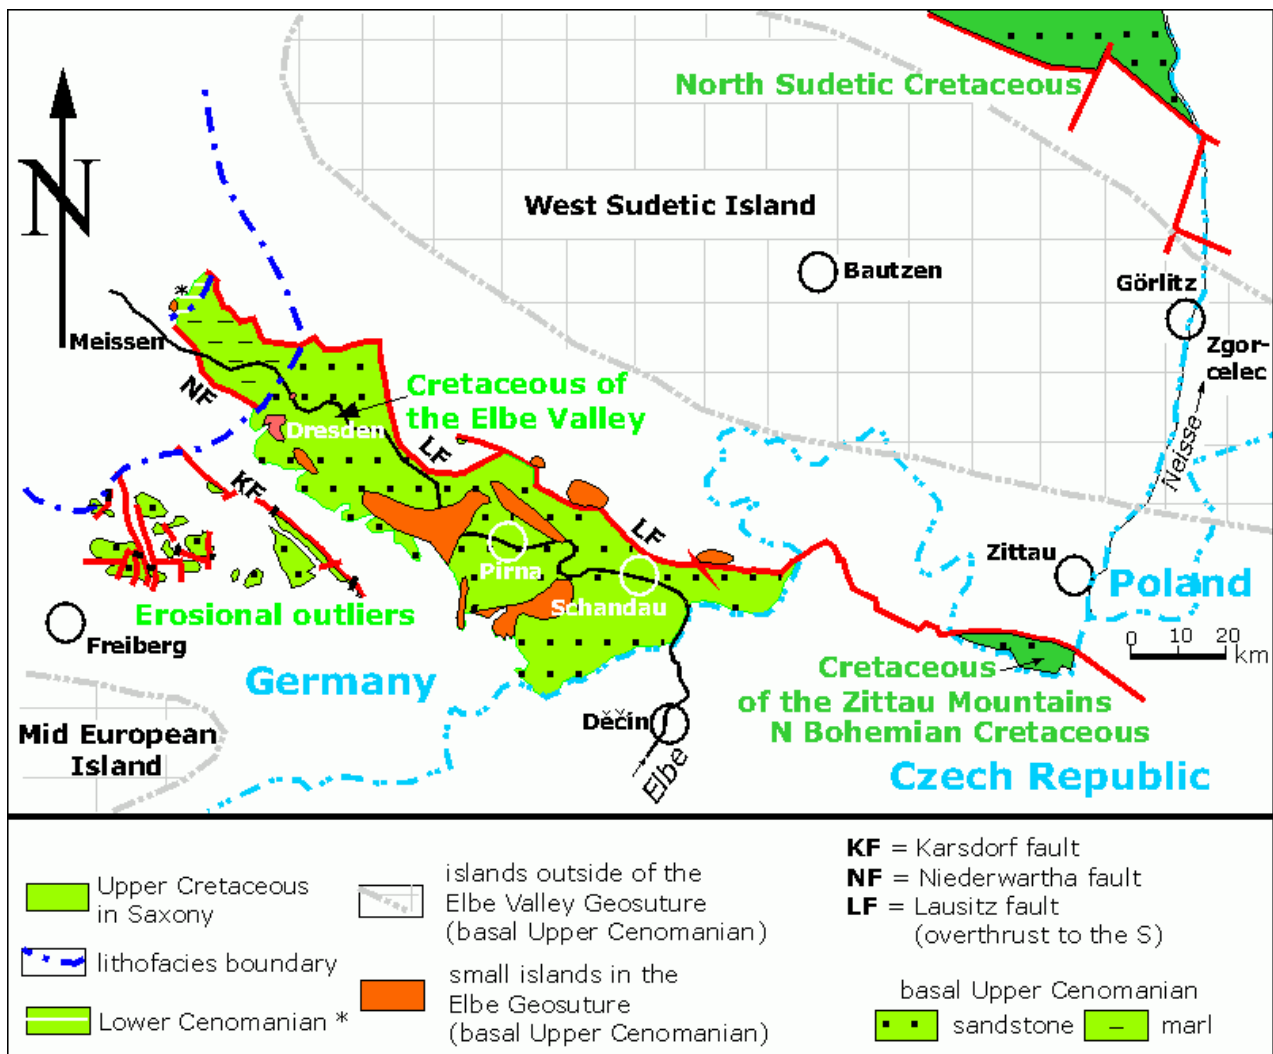 North Sudetic Cretaceous
N
West Sudetic Island
Bautzen
Görlitz
*
Meissen
Zgor-
celec
NF
Cretaceous of
the Elbe Valley
Dresden
LF
Neisse
KF
LF
Zittau
Pirna
Poland
Schandau
Erosional outliers
Freiberg
0 10 20
km
Germany
Cretaceous
of the Zittau Mountains
N Bohemian Cretaceous
Děčín
Mid European
Island
Elbe
Czech Republic
Upper Cretaceous
in Saxony
lithofacies boundary
Lower Cenomanian *
islands outside of the
Elbe Valley Geosuture
(basal Upper Cenomanian)
small islands in the
Elbe Geosuture
(basal Upper Cenomanian)
KF = Karsdorf fault
NF = Niederwartha fault
LF = Lausitz fault
(overthrust to the S)
basal Upper Cenomanian
sandstone
marl